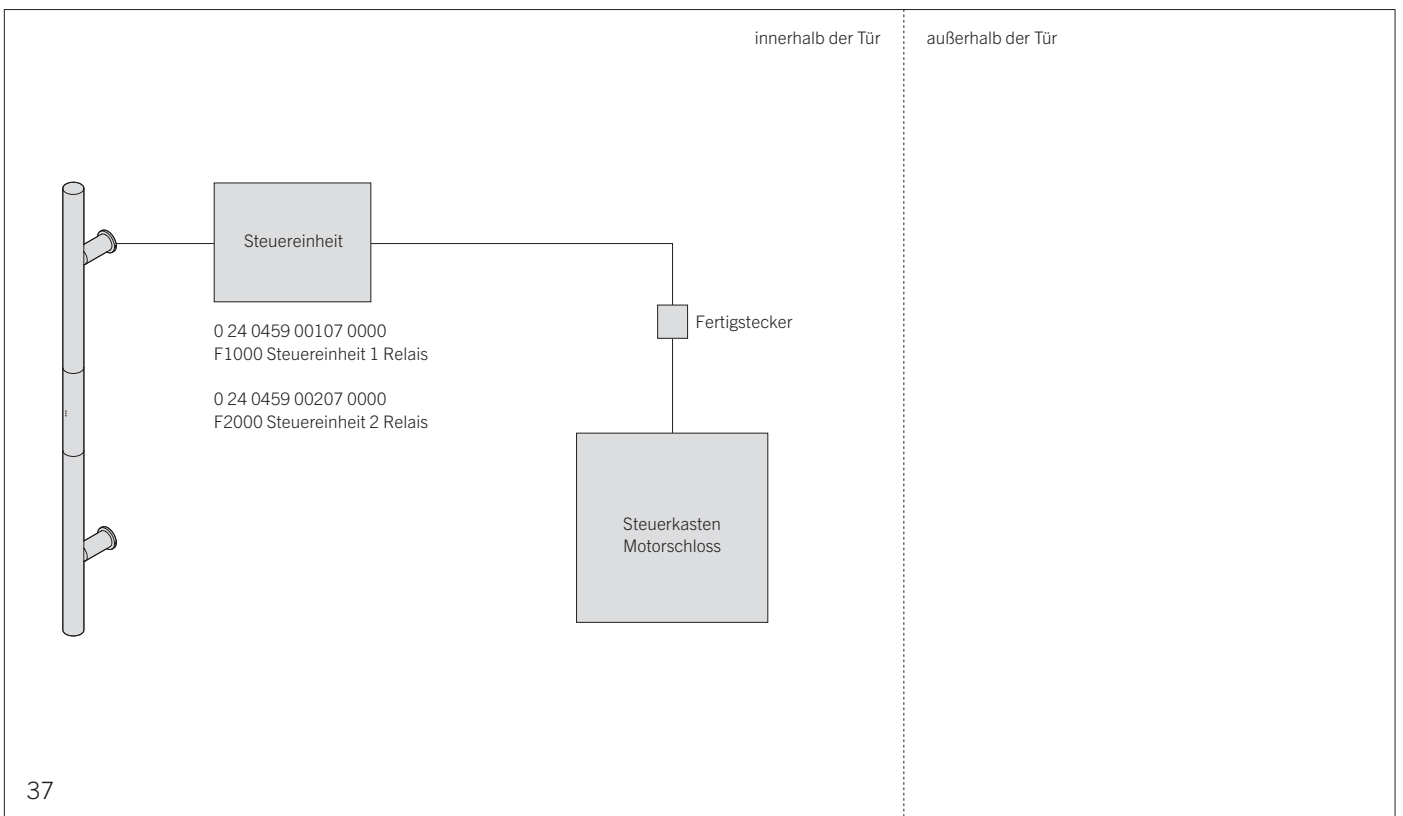 innerhalb der Tür
außerhalb der Tür
Steuereinheit
0 24 0459 00107 0000
F1000 Steuereinheit 1 Relais
0 24 0459 00207 0000
F2000 Steuereinheit 2 Relais
Fertigstecker
Steuerkasten
Motorschloss
37